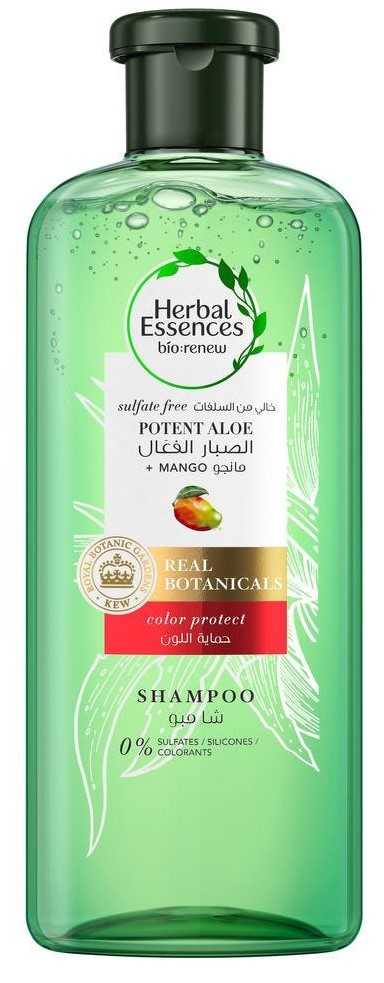 Herbal
Essences
bio:renew
sulfate free خالي من السلفات
POTENT ALOE
الصبار الفعّال
+ MANGO مانجو
ROYAL BOTANIC GARDENS
KEW
REAL
BOTANICALS
color protect
حماية اللون
SHAMPOO
شامبو
0% SULFATES / SILICONES /
COLORANTS